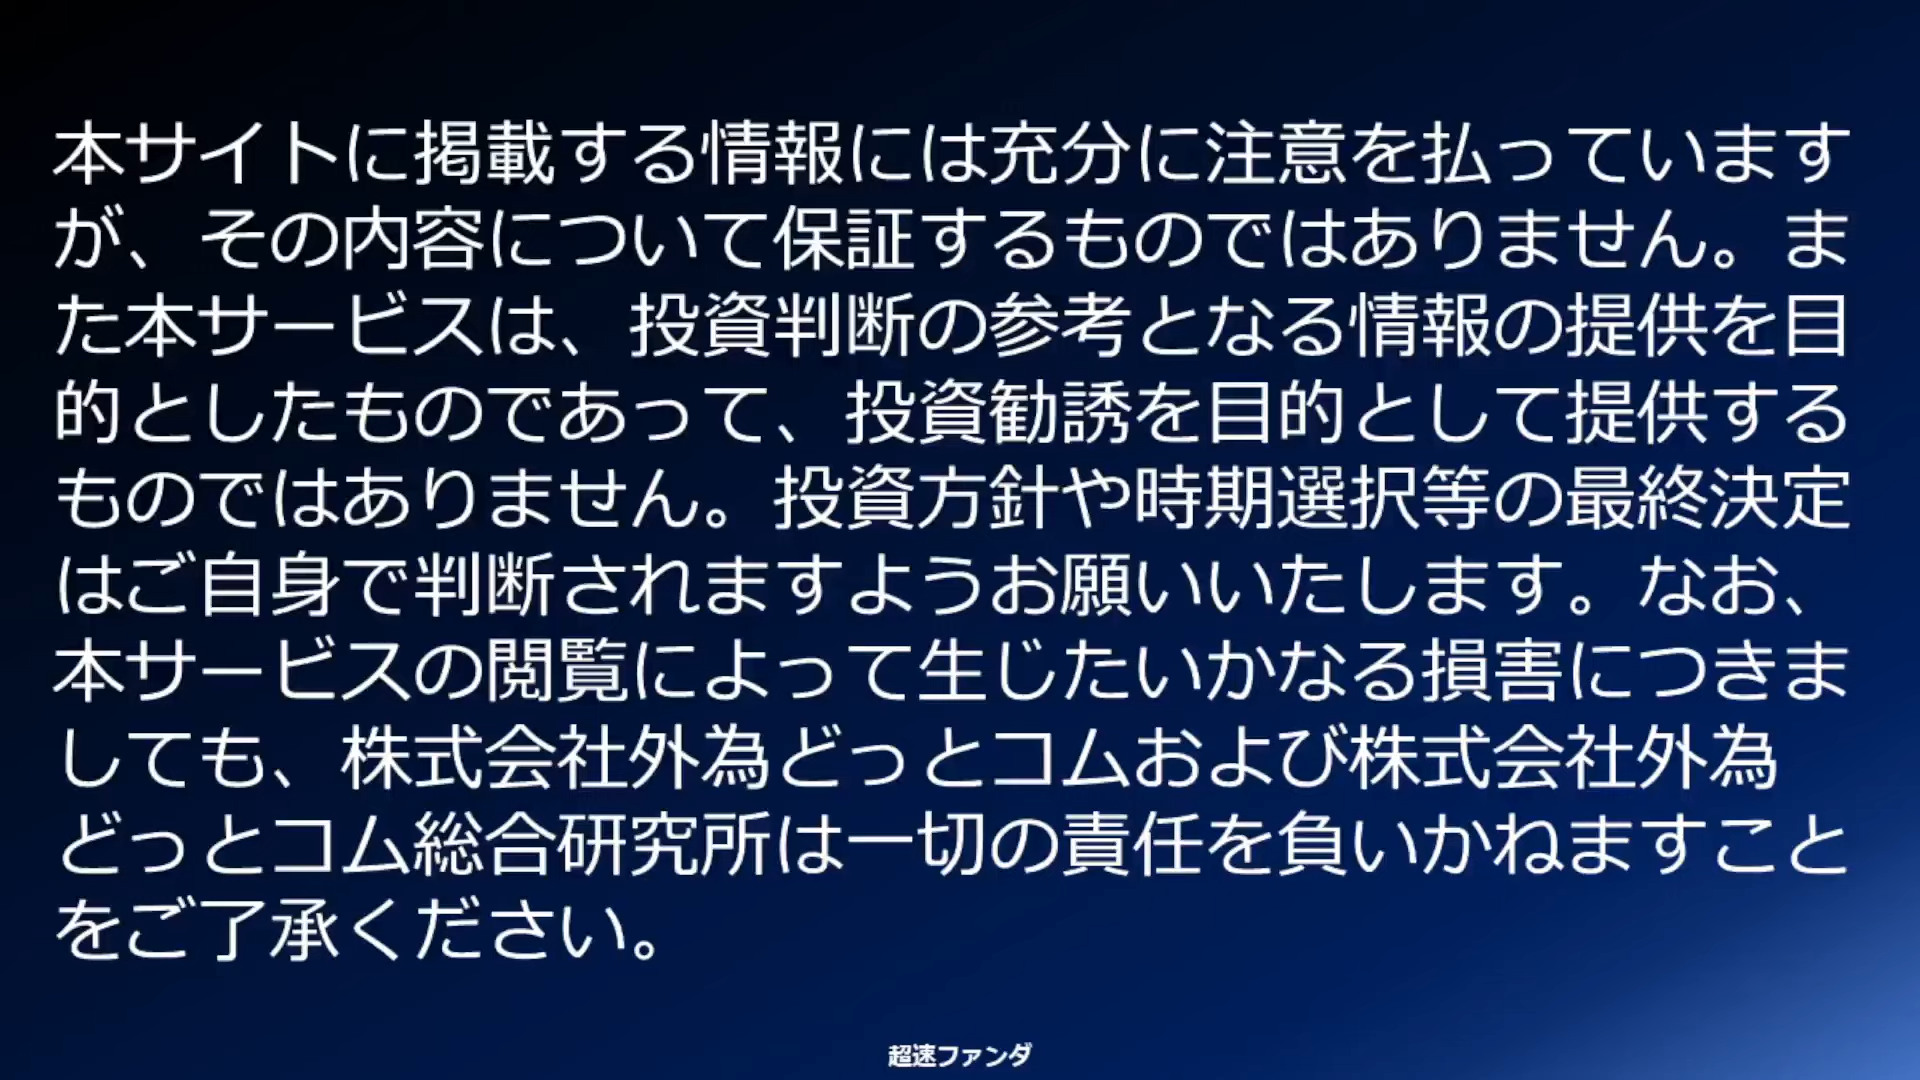 本サイトに掲載する情報には充分に注意を払っています
が、その内容について保証するものではありません。ま
た本サービスは、投資判断の参考となる情報の提供を目
的としたものであって、投資勧誘を目的として提供する
ものではありません。投資方針や時期選択等の最終決定
はご自身で判断されますようお願いいたします。なお、
本サービスの閲覧によって生じたいかなる損害につきま
しても、株式会社外為どっとコムおよび株式会社外為
どっとコム総合研究所は一切の責任を負いかねますこと
をご了承ください。
超速ファンダ